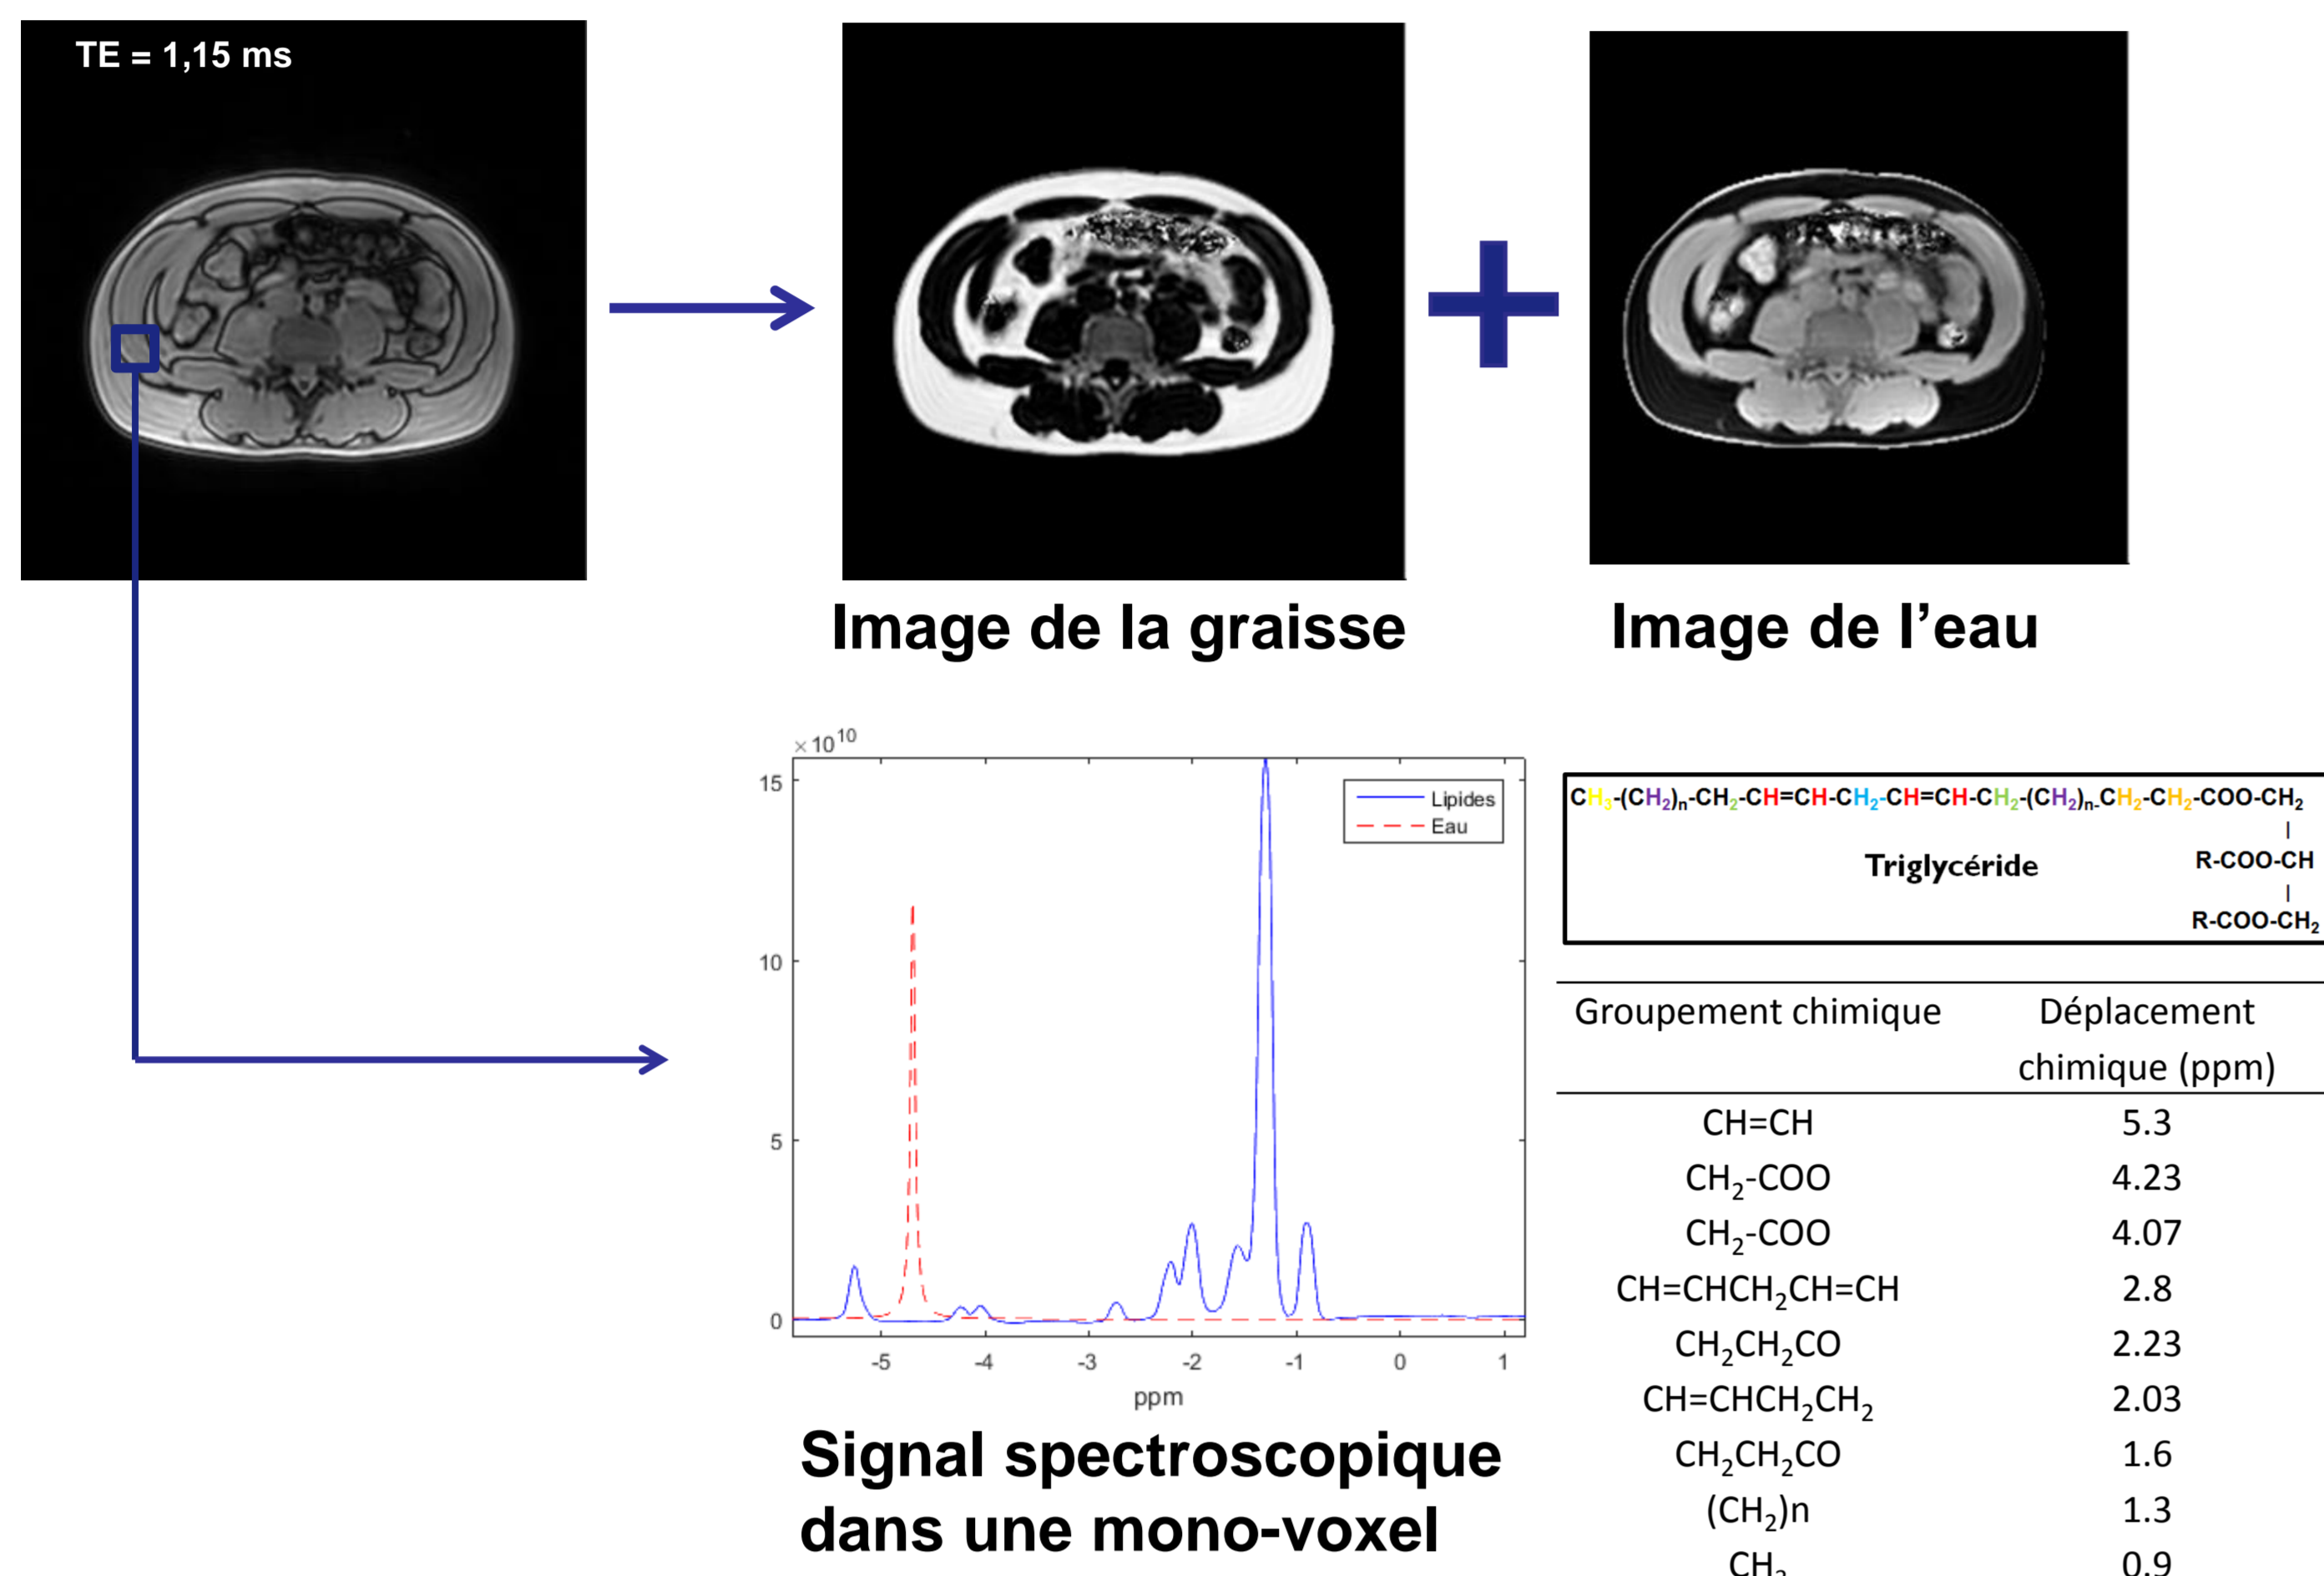 TE = 1,15 ms
Image de la graisse
Image de l’eau
×10¹⁰
15
10
5
0
-5 -4 -3 -2 -1 0 1
ppm
Lipides
Eau
Signal spectroscopique
dans une mono-voxel
CH₃-(CH₂)ₙ-CH₂-CH=CH-CH₂-CH=CH-CH₂-(CH₂)ₙ-CH₂-CH₂-COO-CH₂
|
Triglycéride R-COO-CH
|
R-COO-CH₂
Groupement chimique Déplacement
chimique (ppm)
CH=CH 5.3
CH₂-COO 4.23
CH₂-COO 4.07
CH=CHCH₂CH=CH 2.8
CH₂CH₂CO 2.23
CH=CHCH₂CH₂ 2.03
CH₂CH₂CO 1.6
(CH₂)n 1.3
CH₃ 0.9